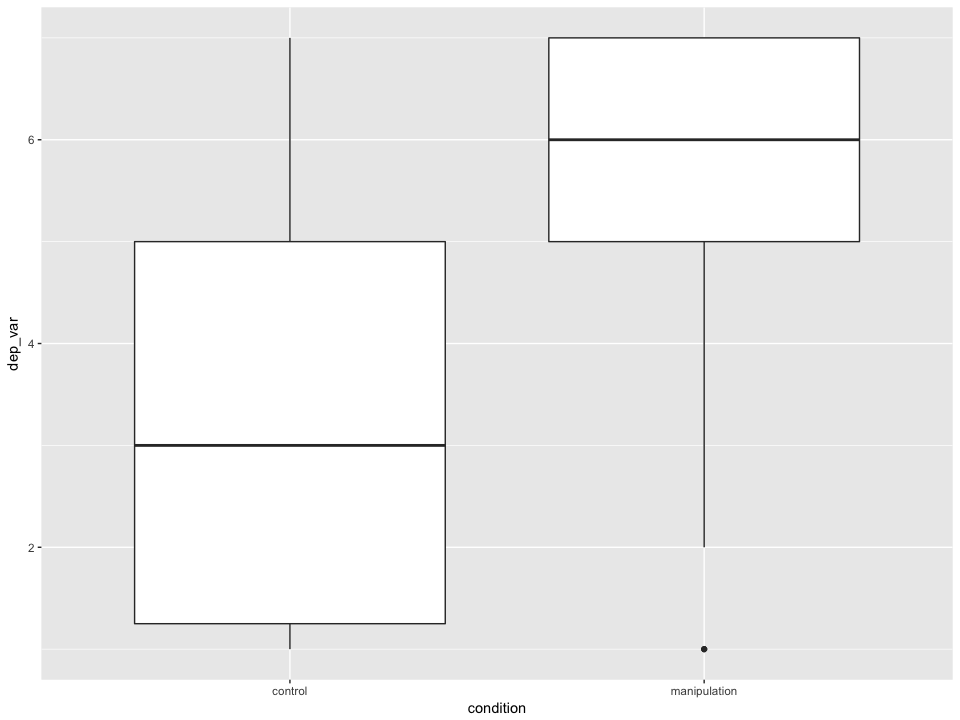 dep_var
6
4
2
control
manipulation
condition